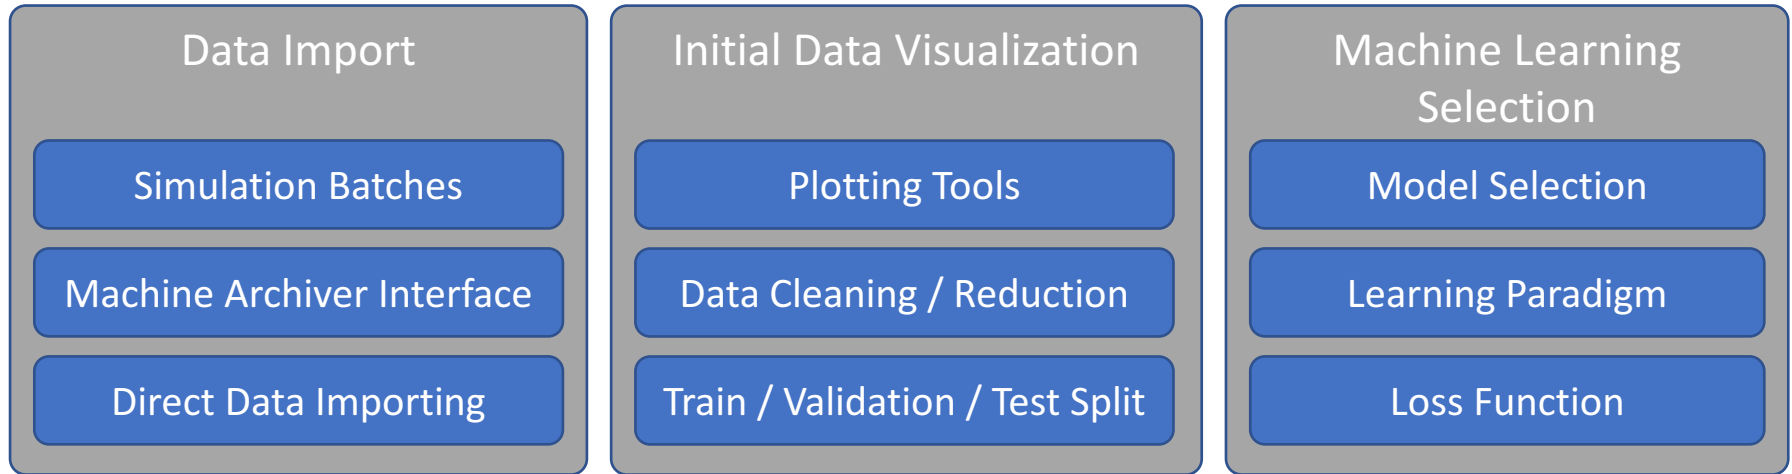 Data Import
Simulation Batches
Machine Archiver Interface
Direct Data Importing
Initial Data Visualization
Plotting Tools
Data Cleaning / Reduction
Train / Validation / Test Split
Machine Learning
Selection
Model Selection
Learning Paradigm
Loss Function